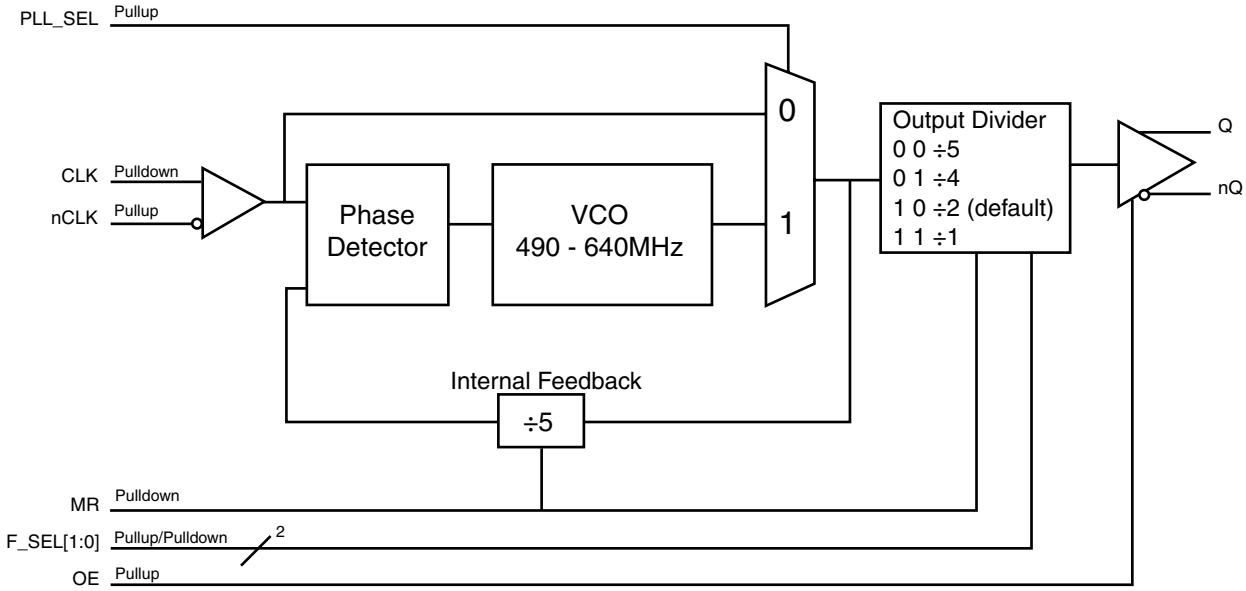 PLL_SEL Pullup
0
CLK Pulldown
nCLK Pullup
Phase
Detector
VCO
490 - 640MHz
1
Output Divider
0 0 ÷5
0 1 ÷4
1 0 ÷2 (default)
1 1 ÷1
Q
nQ
Internal Feedback
÷5
MR Pulldown
F_SEL[1:0] Pullup/Pulldown 2
OE Pullup